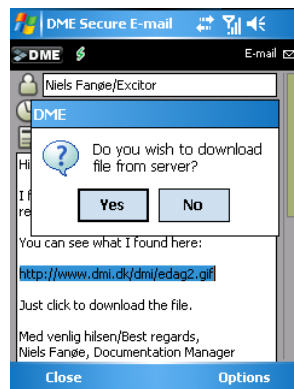 DME Secure E-mail
DME
E-mail
Niels Fangøe/Excitor
DME
Hi
Do you wish to download
file from server?
I f
re
Yes
No
You can see what I found here:
http://www.dmi.dk/dmi/edag2.gif
Just click to download the file.
Med venlig hilsen/Best regards,
Niels Fangøe, Documentation Manager
Close
Options